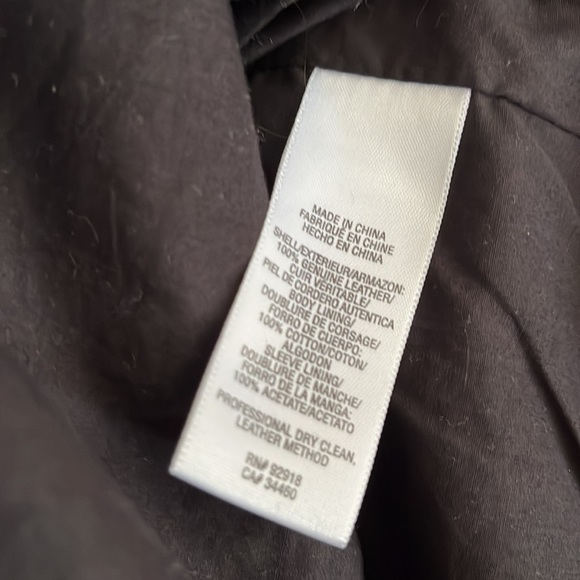 MADE IN CHINA
FABRIQUÉ EN CHINE
HECHO EN CHINA
SHELL/EXTERIEUR/ARMAZON:
100% GENUINE LEATHER/
CUIR VERITABLE/
PIEL DE CORDERO AUTENTICA
BODY LINING/
DOUBLURE DE CORSAGE/
FORRO DE CUERPO:
100% COTTON/COTON/
ALGODON
SLEEVE LINING/
DOUBLURE DE MANCHE/
FORRO DE LA MANGA:
100% ACETATE/ACETATO
PROFESSIONAL DRY CLEAN,
LEATHER METHOD
RN# 92918
CA# 34460